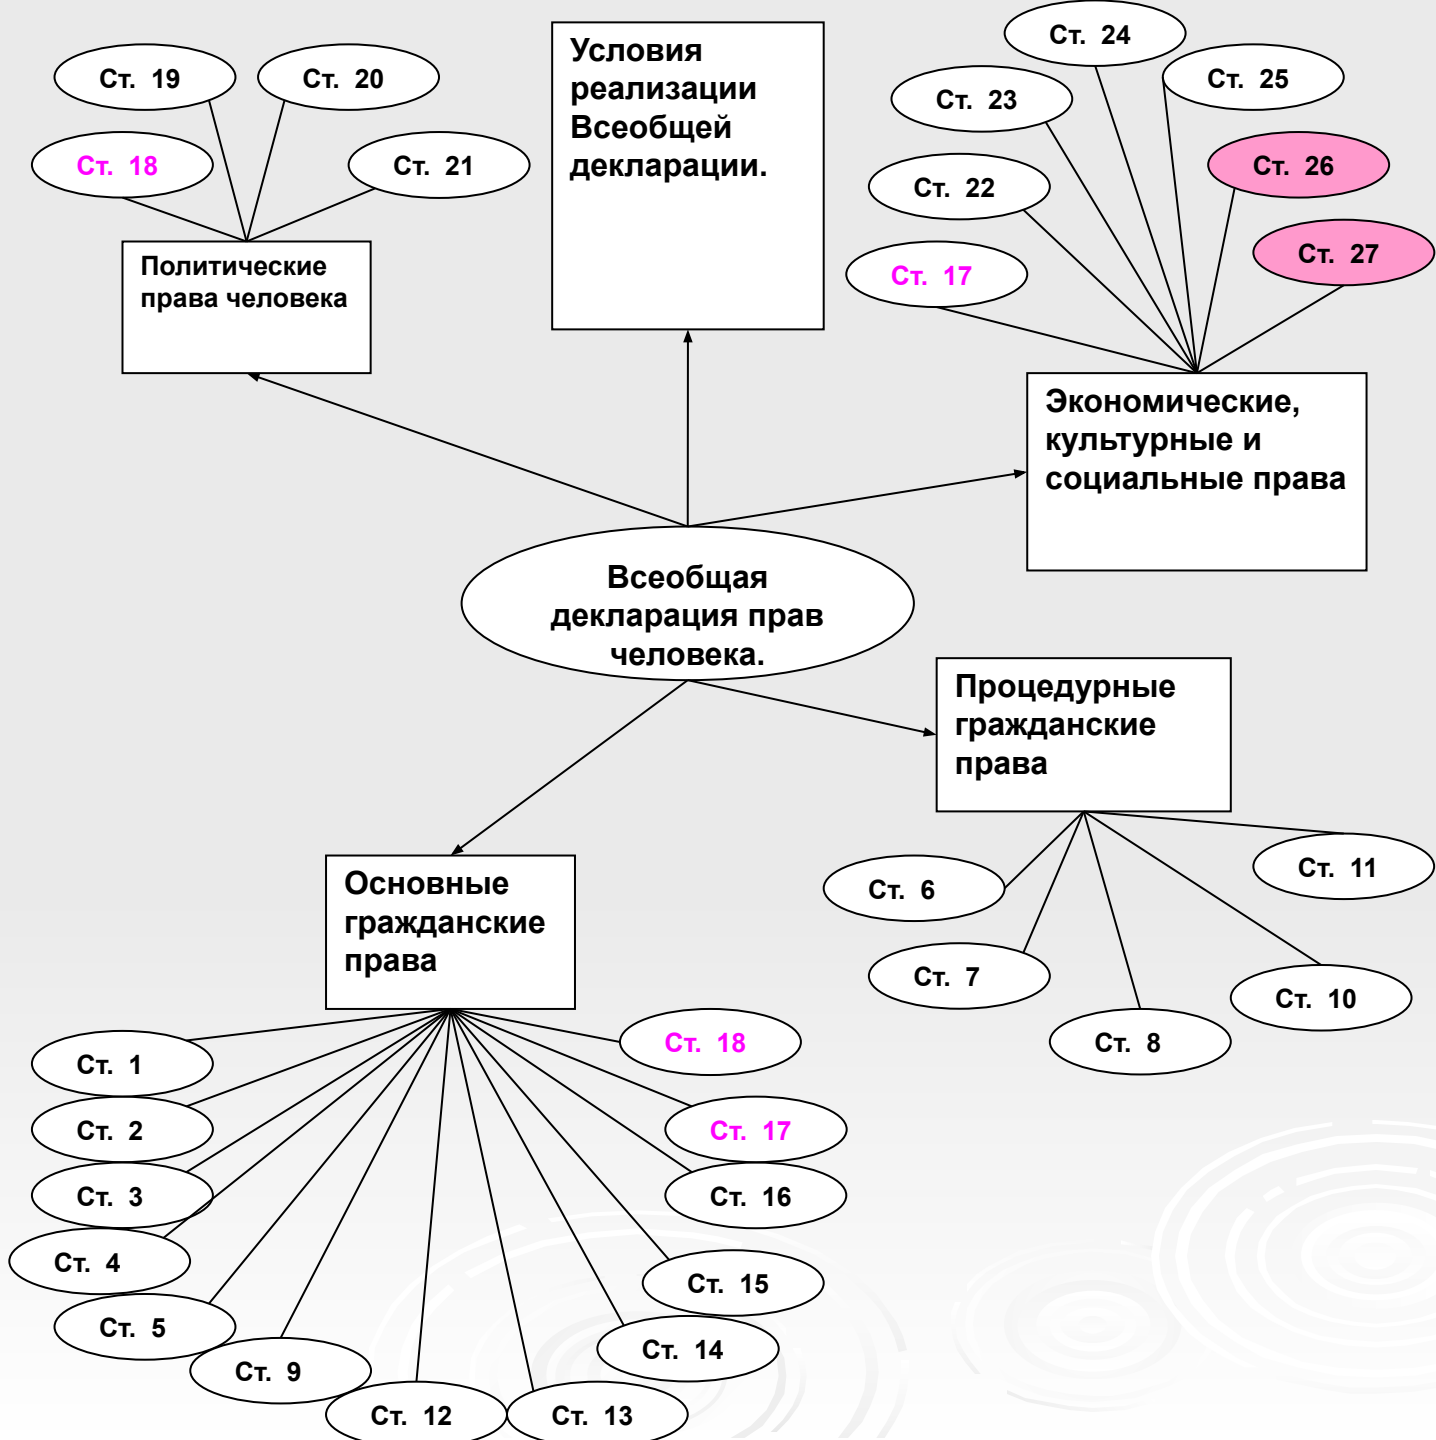 Ст. 19
Ст. 20
Ст. 18
Ст. 21
Политические
права человека
Условия
реализации
Всеобщей
декларации.
Ст. 24
Ст. 25
Ст. 23
Ст. 26
Ст. 22
Ст. 27
Ст. 17
Экономические,
культурные и
социальные права
Всеобщая
декларация прав
человека.
Процедурные
гражданские
права
Ст. 11
Ст. 6
Ст. 7
Ст. 10
Ст. 8
Основные
гражданские
права
Ст. 18
Ст. 1
Ст. 17
Ст. 2
Ст. 16
Ст. 3
Ст. 4
Ст. 15
Ст. 5
Ст. 14
Ст. 9
Ст. 12
Ст. 13